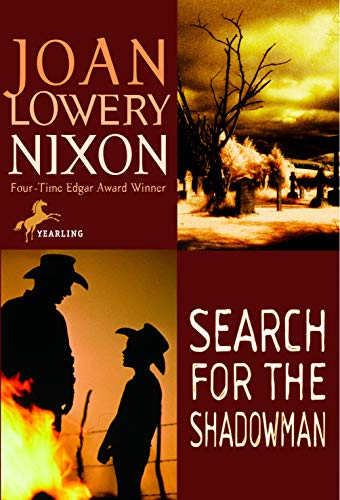 JOAN
LOWERY
NIXON
Four-Time Edgar Award Winner
YEARLING
SEARCH
FOR THE
SHADOWMAN